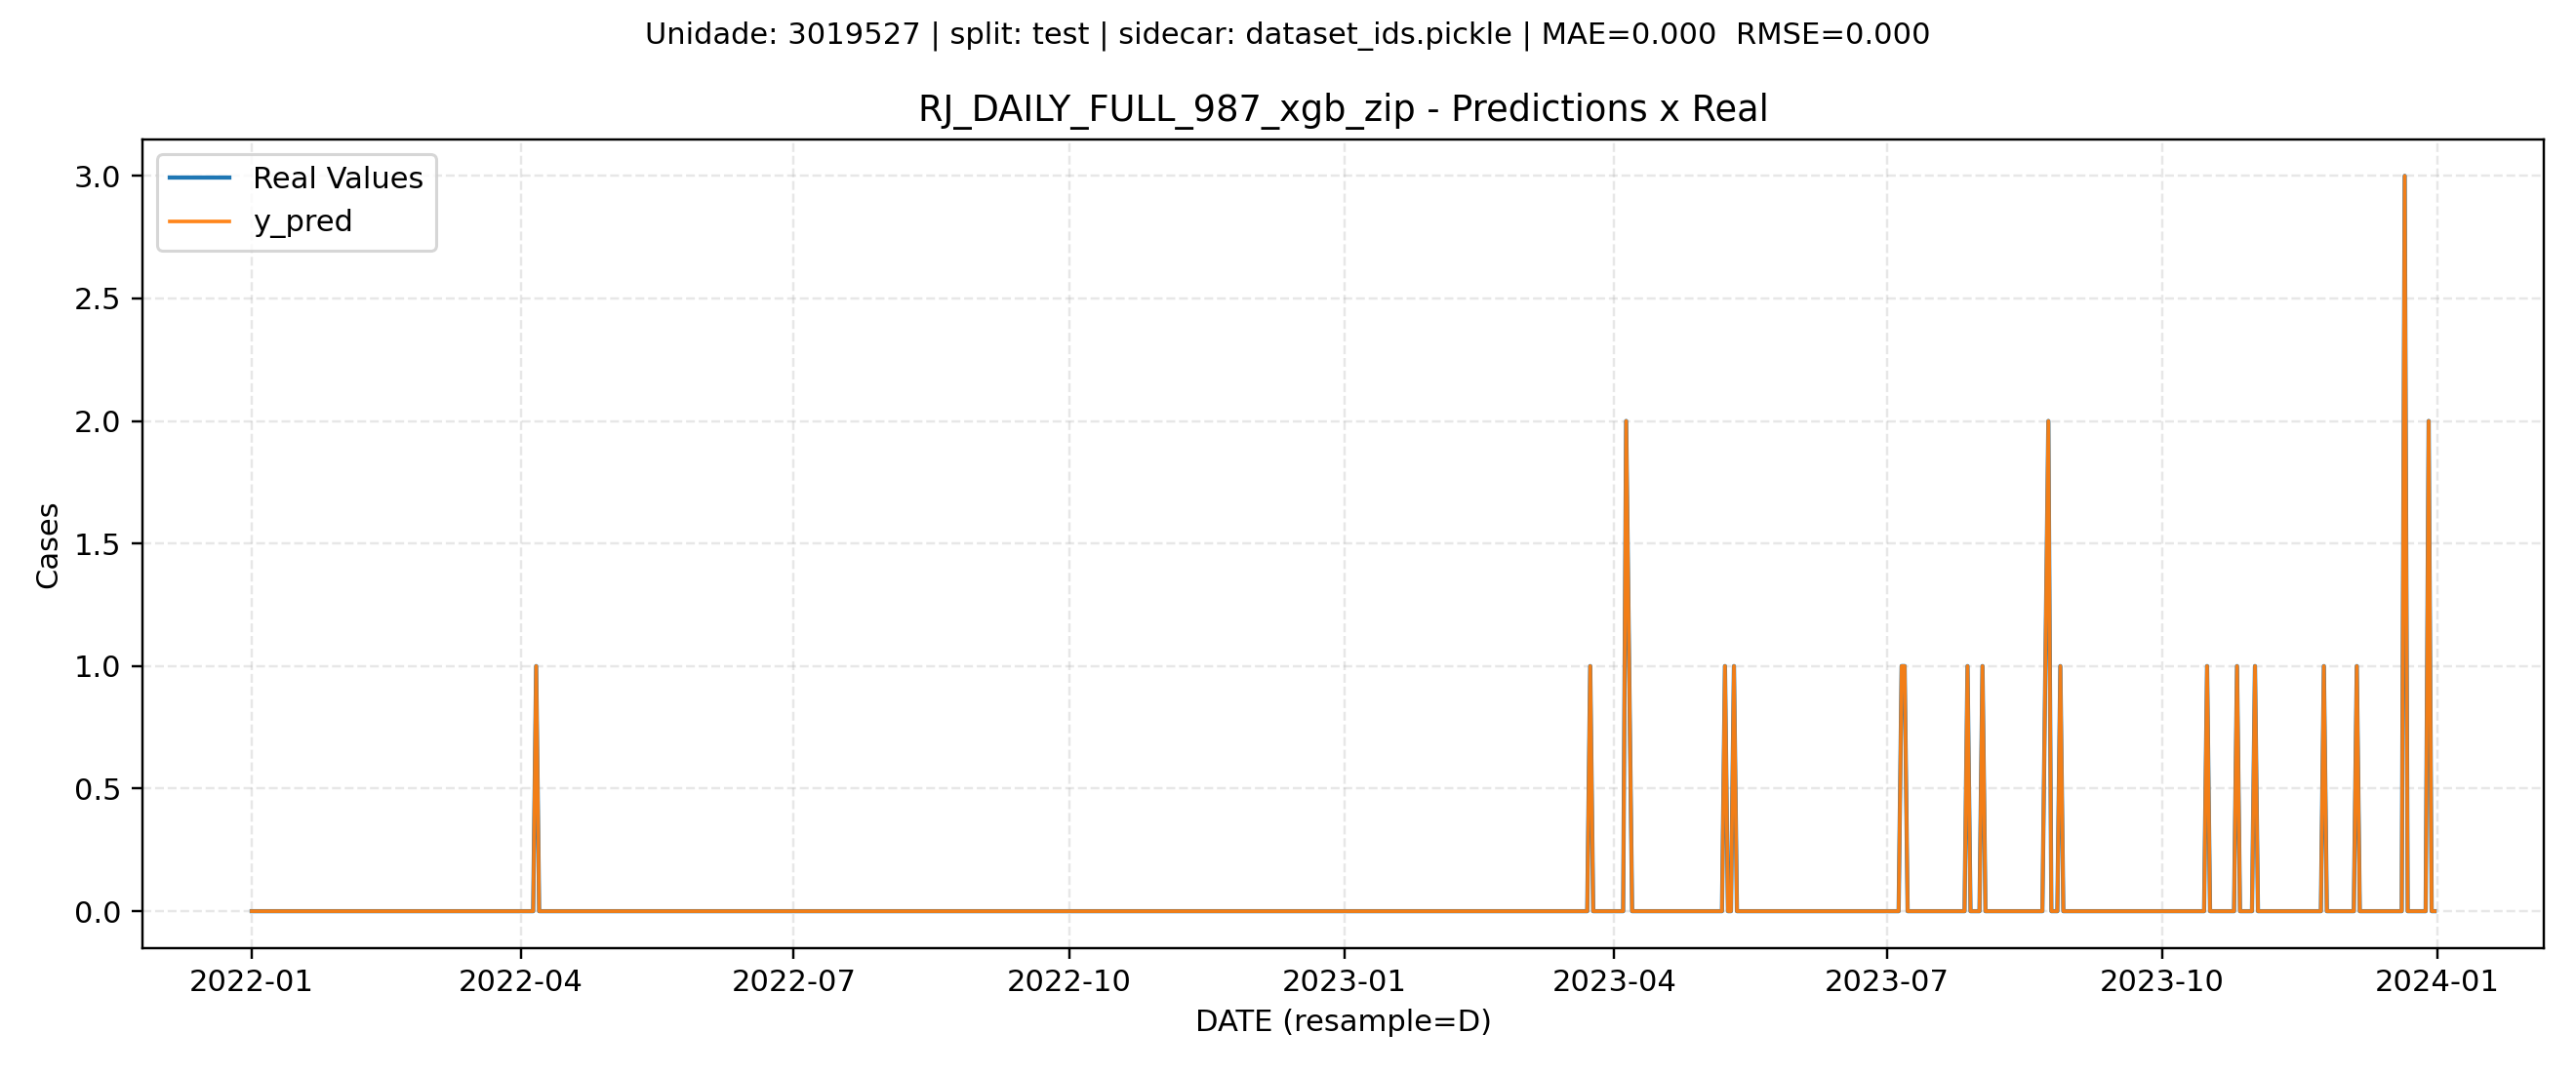 Unidade: 3019527 | split: test | sidecar: dataset_ids.pickle | MAE=0.000  RMSE=0.000
RJ_DAILY_FULL_987_xgb_zip - Predictions x Real
Real Values
y_pred
3.0
2.5
2.0
1.5
1.0
0.5
0.0
Cases
2022-01
2022-04
2022-07
2022-10
2023-01
2023-04
2023-07
2023-10
2024-01
DATE (resample=D)